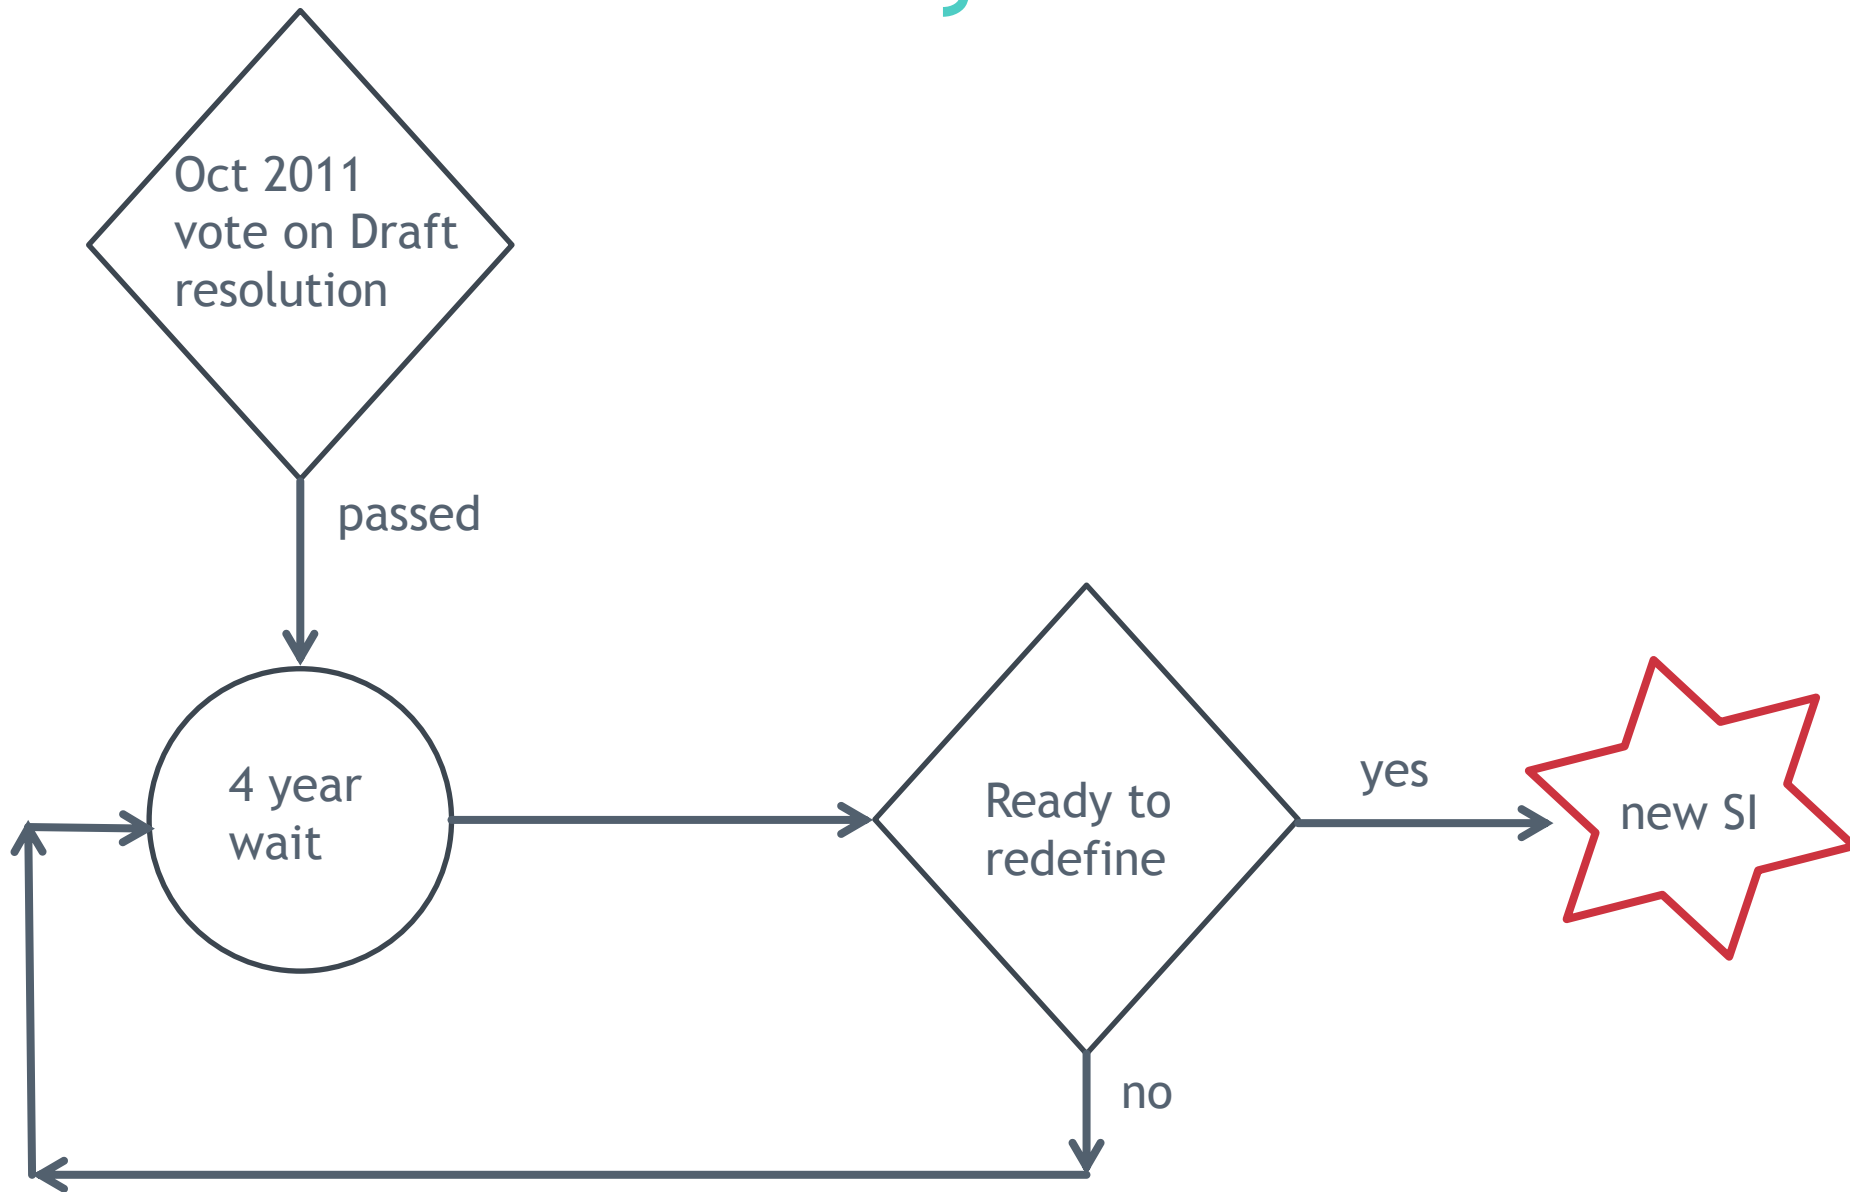 Oct 2011
vote on Draft
resolution
passed
4 year
wait
Ready to
redefine
yes
new SI
no